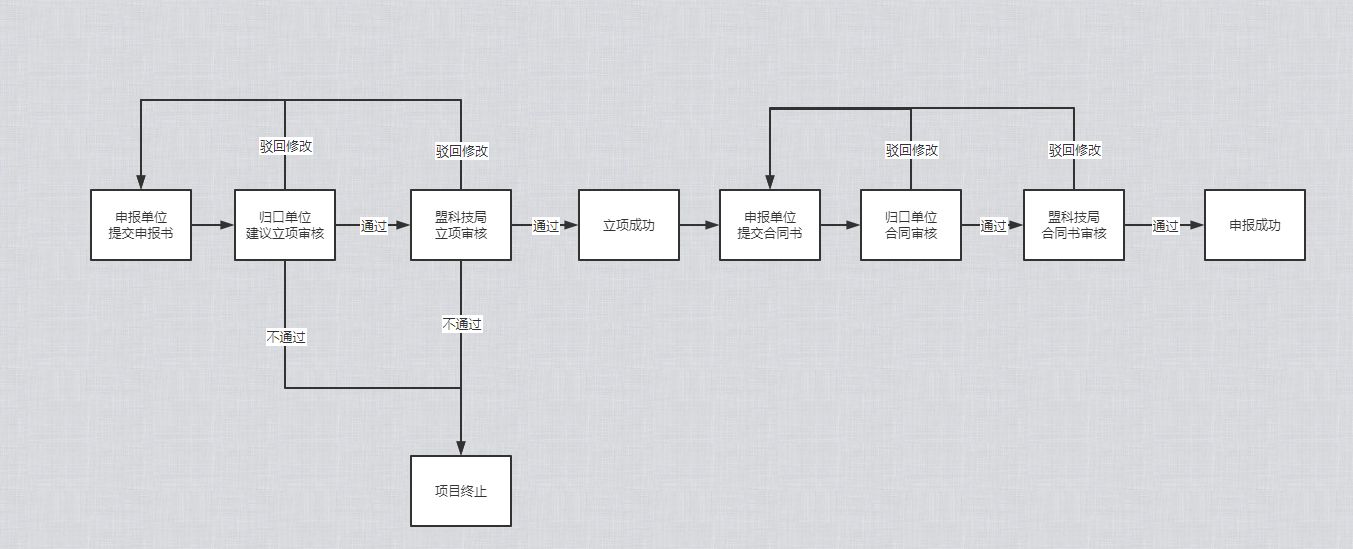 驳回修改
驳回修改
驳回修改
驳回修改
申报单位
提交申报书
归口单位
建议立项审核
通过
盟科技局
立项审核
通过
立项成功
申报单位
提交合同书
归口单位
合同审核
通过
盟科技局
合同书审核
通过
申报成功
不通过
不通过
项目终止